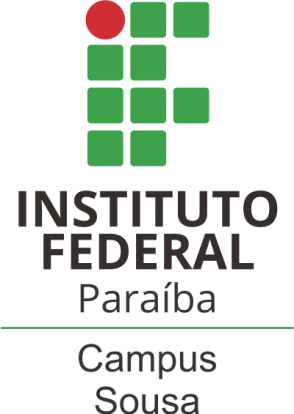 INSTITUTO
FEDERAL
Paraíba
Campus
Sousa